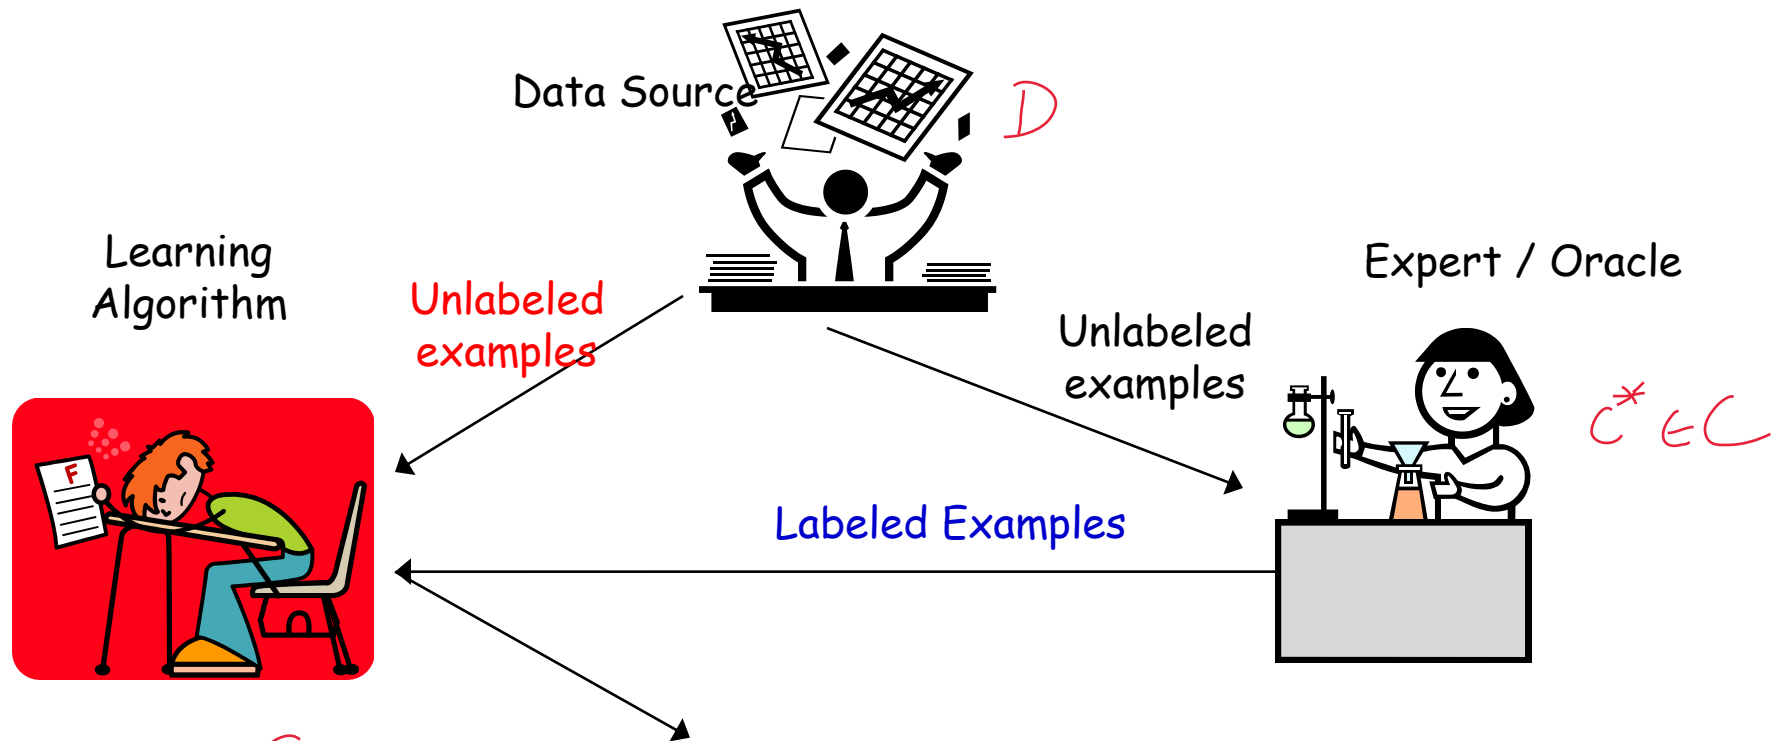 Data Source
D
Learning
Algorithm
Unlabeled
examples
Expert / Oracle
Unlabeled
examples
C* ∈ C
F
Labeled Examples